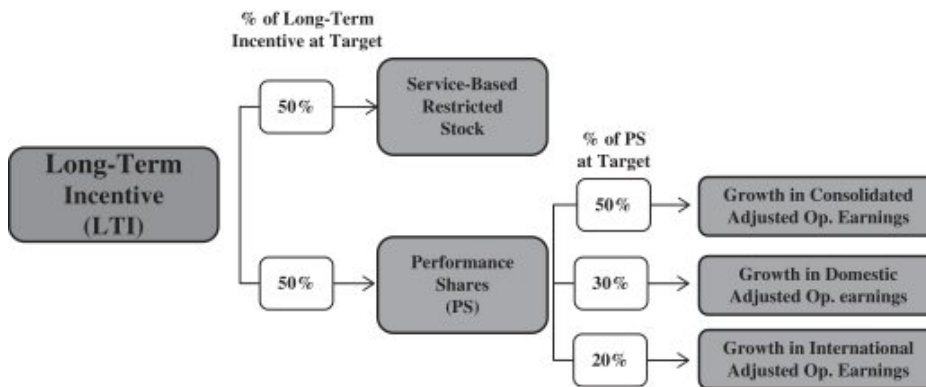 % of Long-Term
Incentive at Target
50%
Service-Based
Restricted
Stock
Long-Term
Incentive
(LTI)
% of PS
at Target
50%
Growth in Consolidated
Adjusted Op. Earnings
50%
Performance
Shares
(PS)
30%
Growth in Domestic
Adjusted Op. earnings
20%
Growth in International
Adjusted Op. Earnings